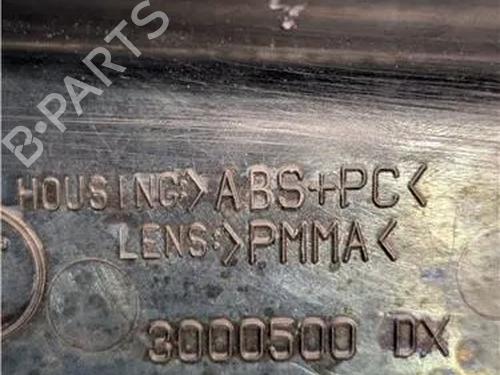 B-PARTS
HOUSING:>ABS+PC<
LENS:>PMMA<
3000500 DX